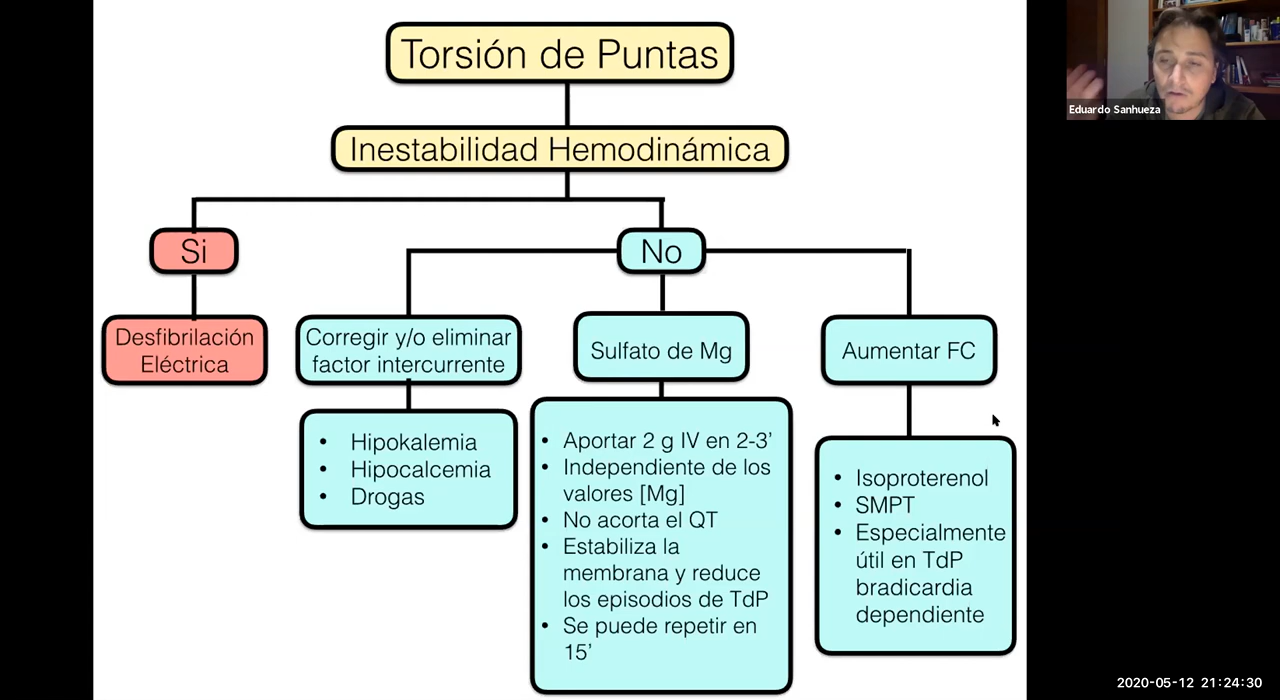 Torsión de Puntas
Eduardo Sanhueza
Inestabilidad Hemodinámica
Si
No
Desfibrilación
Eléctrica
Corregir y/o eliminar
factor intercurrente
• Hipokalemia
• Hipocalcemia
• Drogas
Sulfato de Mg
• Aportar 2 g IV en 2-3’
• Independiente de los
valores [Mg]
• No acorta el QT
• Estabiliza la
membrana y reduce
los episodios de TdP
• Se puede repetir en
15’
Aumentar FC
• Isoproterenol
• SMPT
• Especialmente
útil en TdP
bradicardia
dependiente
2020-05-12 21:24:30